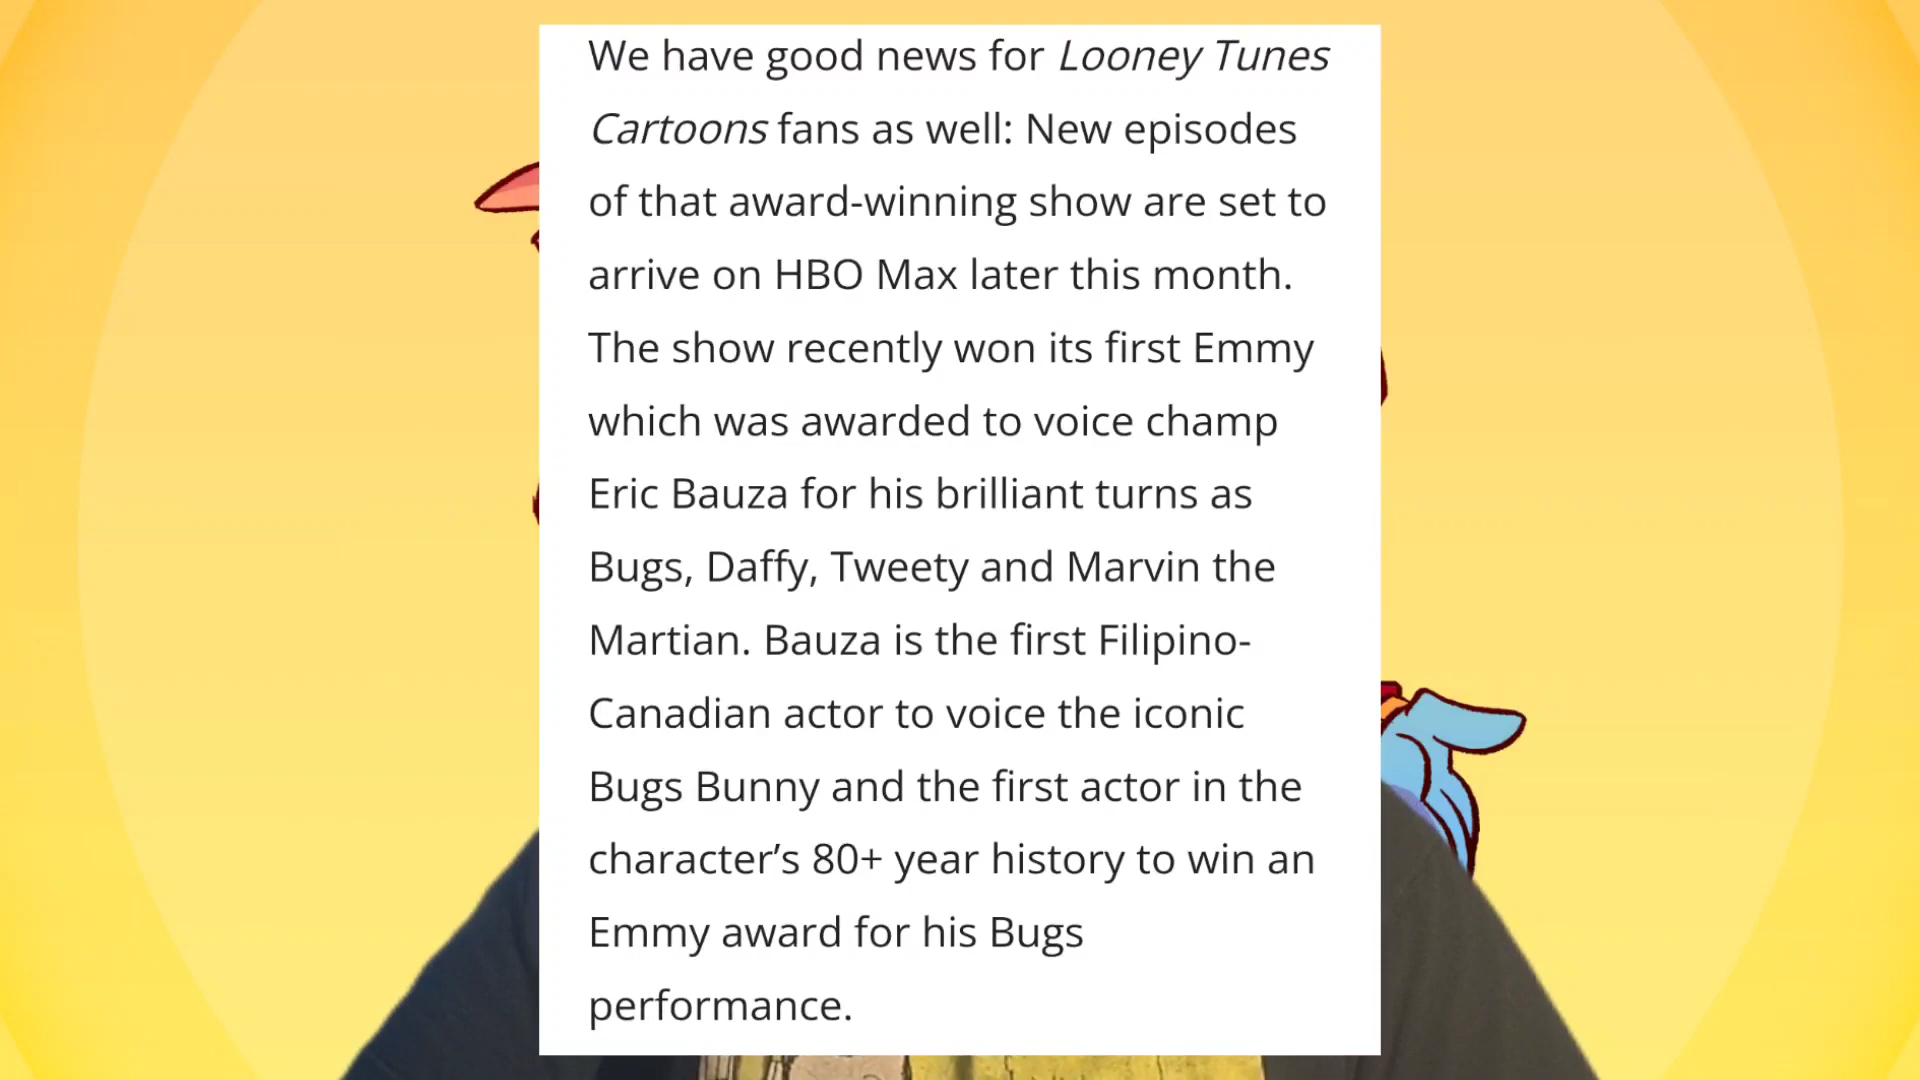 We have good news for Looney Tunes
Cartoons fans as well: New episodes
of that award-winning show are set to
arrive on HBO Max later this month.
The show recently won its first Emmy
which was awarded to voice champ
Eric Bauza for his brilliant turns as
Bugs, Daffy, Tweety and Marvin the
Martian. Bauza is the first Filipino-
Canadian actor to voice the iconic
Bugs Bunny and the first actor in the
character’s 80+ year history to win an
Emmy award for his Bugs
performance.